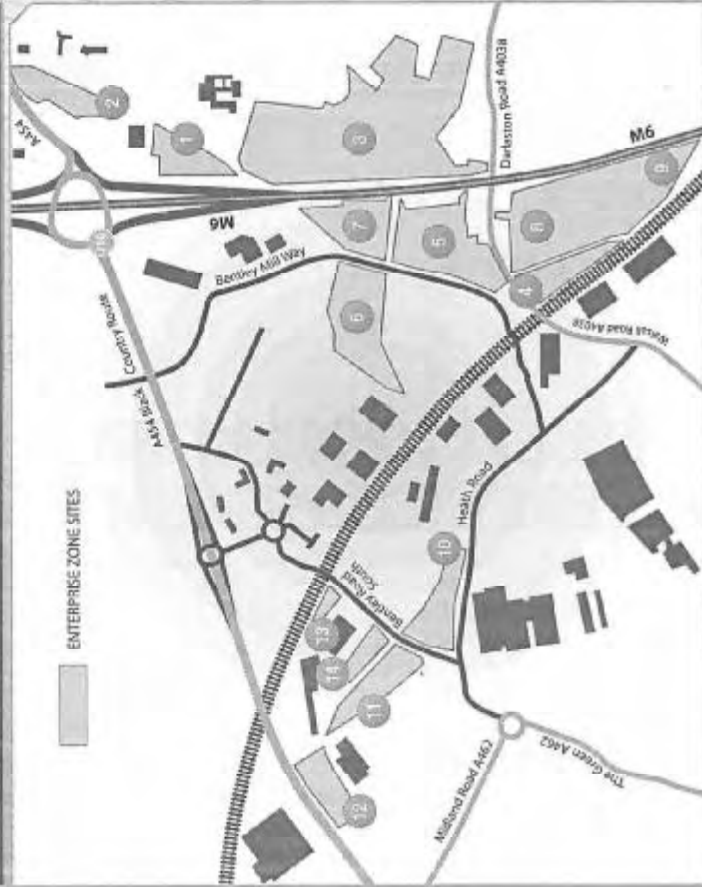 ENTERPRISE ZONE SITES
A454
2
1
3
Darlaston Road A4038
M6
M6
J10
Bentley Mill Way
7
5
8
9
6
4
Walsall Road A4038
A454 Black Country Route
Heath Road
10
Bentley Road
South
13
14
11
12
Midland Road A462
The Green A462